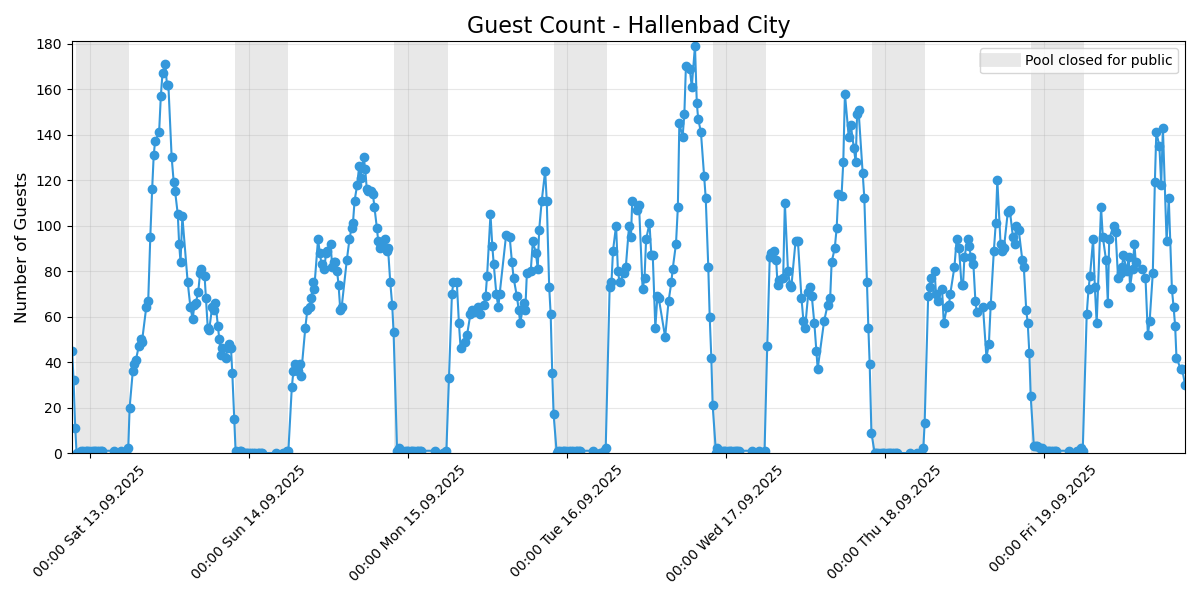 Guest Count - Hallenbad City
Pool closed for public
Number of Guests
180
160
140
120
100
80
60
40
20
0
00:00 Sat 13.09.2025
00:00 Sun 14.09.2025
00:00 Mon 15.09.2025
00:00 Tue 16.09.2025
00:00 Wed 17.09.2025
00:00 Thu 18.09.2025
00:00 Fri 19.09.2025